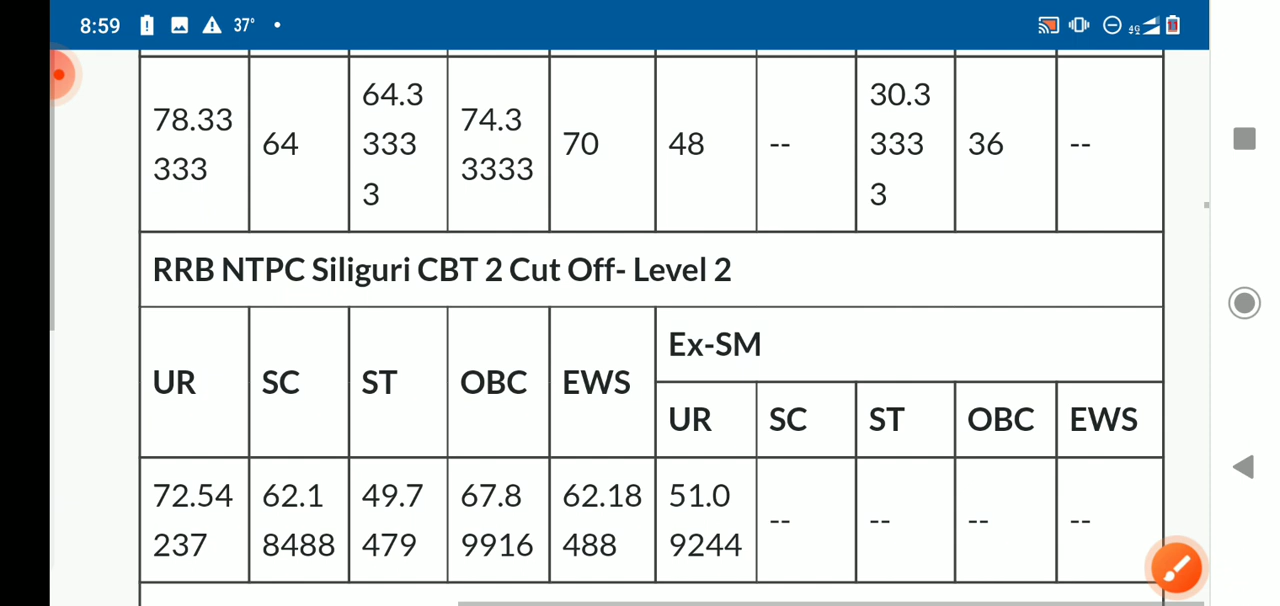 8:59 37°
4G
78.33 64 64.3 74.3 70 48 -- 30.3 36 --
333 333 3333 333
3 3
RRB NTPC Siliguri CBT 2 Cut Off- Level 2
UR SC ST OBC EWS Ex-SM
UR SC ST OBC EWS
72.54 62.1 49.7 67.8 62.18 51.0 -- -- -- --
237 8488 479 9916 488 9244